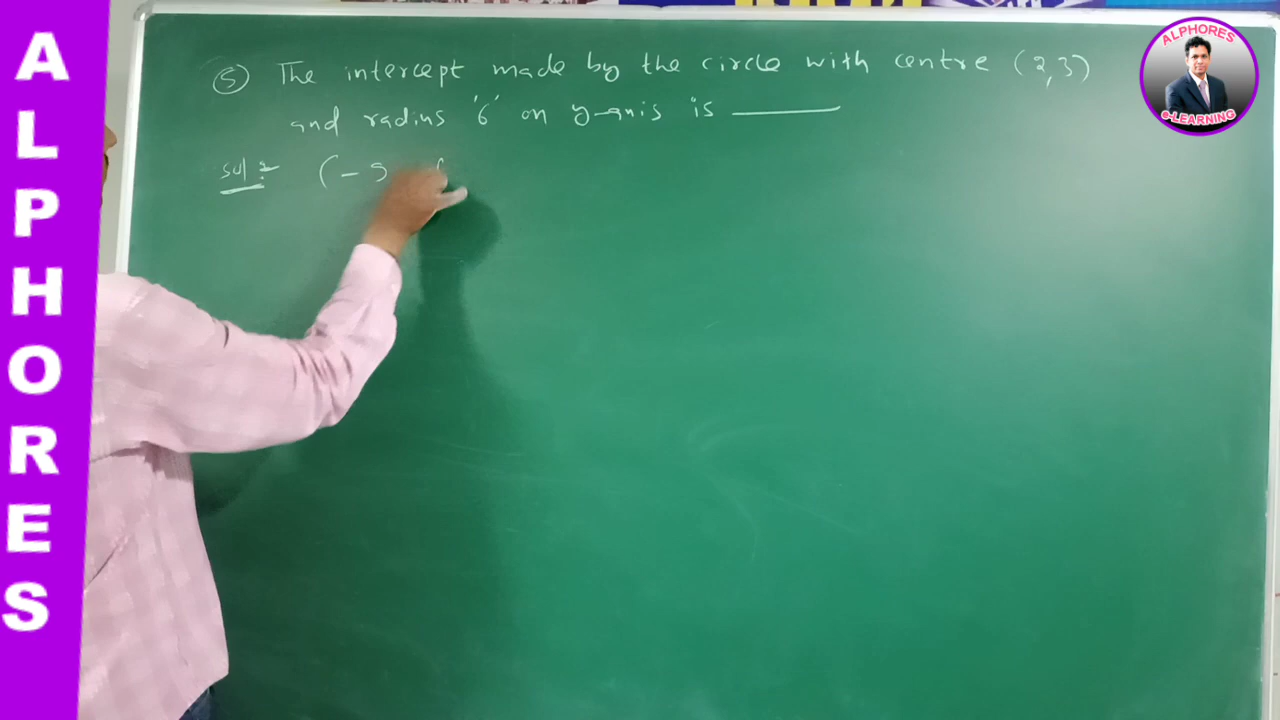 ALPHORES
5) The intercept made by the circle with centre (2,3)
and radius '6' on y-axis is ______
Sol:- (-g
ALPHORES
e-LEARNING